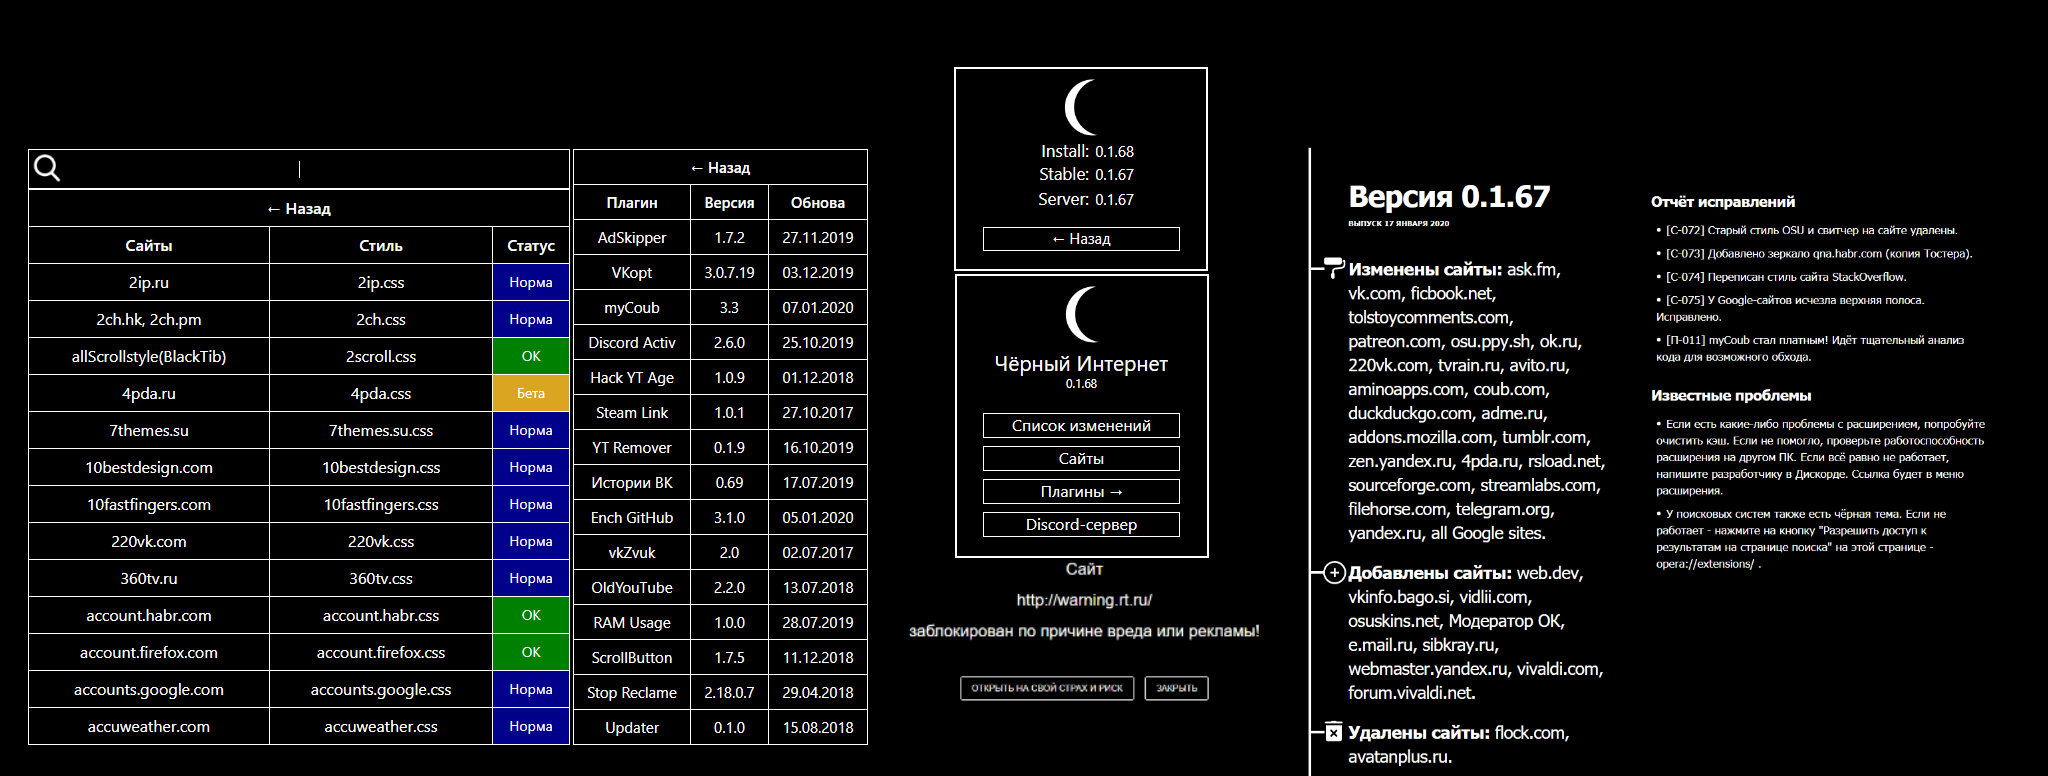 ← Назад
Сайты Стиль Статус
2ip.ru 2ip.css Норма
2ch.hk, 2ch.pm 2ch.css Норма
allScrollstyle(BlackTib) 2scroll.css OK
4pda.ru 4pda.css Бета
7themes.su 7themes.su.css Норма
10bestdesign.com 10bestdesign.css Норма
10fastfingers.com 10fastfingers.css Норма
220vk.com 220vk.css Норма
360tv.ru 360tv.css Норма
account.habr.com account.habr.css OK
account.firefox.com account.firefox.css OK
accounts.google.com accounts.google.css Норма
accuweather.com accuweather.css Норма
← Назад
Плагин Версия Обнова
AdSkipper 1.7.2 27.11.2019
VKopt 3.0.7.19 03.12.2019
myCoub 3.3 07.01.2020
Discord Activ 2.6.0 25.10.2019
Hack YT Age 1.0.9 01.12.2018
Steam Link 1.0.1 27.10.2017
YT Remover 0.1.9 16.10.2019
Истории ВК 0.69 17.07.2019
Ench GitHub 3.1.0 05.01.2020
vkZvuk 2.0 02.07.2017
OldYouTube 2.2.0 13.07.2018
RAM Usage 1.0.0 28.07.2019
ScrollButton 1.7.5 11.12.2018
Stop Reclame 2.18.0.7 29.04.2018
Updater 0.1.0 15.08.2018
Install: 0.1.68
Stable: 0.1.67
Server: 0.1.67
← Назад
Чёрный Интернет
0.1.68
Список изменений
Сайты
Плагины →
Discord-сервер
Сайт
http://warning.rt.ru/
заблокирован по причине вреда или рекламы!
ОТКРЫТЬ НА СВОЙ СТРАХ И РИСК ЗАКРЫТЬ
Версия 0.1.67
ВЫПУСК 17 ЯНВАРЯ 2020
Изменены сайты: ask.fm,
vk.com, ficbook.net,
tolstoycomments.com,
patreon.com, osu.ppy.sh, ok.ru,
220vk.com, tvrain.ru, avito.ru,
aminoapps.com, coub.com,
duckduckgo.com, adme.ru,
addons.mozilla.com, tumblr.com,
zen.yandex.ru, 4pda.ru, rsload.net,
sourceforge.com, streamlabs.com,
filehorse.com, telegram.org,
yandex.ru, all Google sites.
Добавлены сайты: web.dev,
vkinfo.bago.si, vidlii.com,
osuskins.net, Модератор OK,
e.mail.ru, sibkray.ru,
webmaster.yandex.ru, vivaldi.com,
forum.vivaldi.net.
Удалены сайты: flock.com,
avatanplus.ru.
Отчёт исправлений
• [C-072] Старый стиль OSU и свитчер на сайте удалены.
• [C-073] Добавлено зеркало qna.habr.com (копия Тостера).
• [C-074] Переписан стиль сайта StackOverflow.
• [C-075] У Google-сайтов исчезла верхняя полоса.
Исправлено.
• [П-011] myCoub стал платным! Идёт тщательный анализ
кода для возможного обхода.
Известные проблемы
• Если есть какие-либо проблемы с расширением, попробуйте
очистить кэш. Если не помогло, проверьте работоспособность
расширения на другом ПК. Если всё равно не работает,
напишите разработчику в Дискорде. Ссылка будет в меню
расширения.
• У поисковых систем также есть чёрная тема. Если не
работает - нажмите на кнопку "Разрешить доступ к
результатам на странице поиска" на этой странице -
opera://extensions/ .